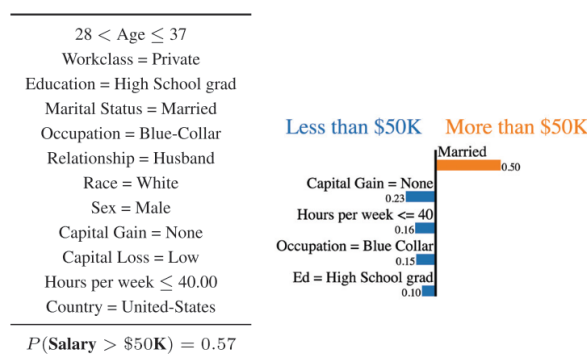 28 < Age ≤ 37
Workclass = Private
Education = High School grad
Marital Status = Married
Occupation = Blue-Collar
Relationship = Husband
Race = White
Sex = Male
Capital Gain = None
Capital Loss = Low
Hours per week ≤ 40.00
Country = United-States
P(Salary > $50K) = 0.57
Less than $50K More than $50K
Married
0.50
Capital Gain = None
0.23
Hours per week <= 40
0.16
Occupation = Blue Collar
0.15
Ed = High School grad
0.10